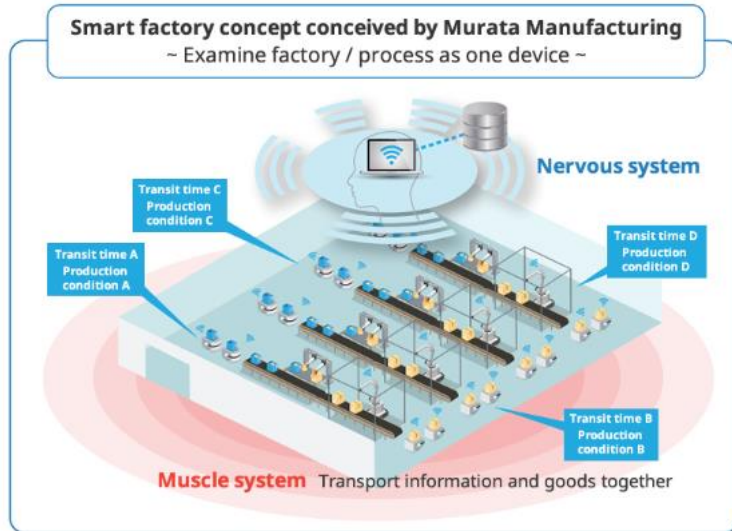 Smart factory concept conceived by Murata Manufacturing
~ Examine factory / process as one device ~
Nervous system
Transit time C
Production
condition C
Transit time A
Production
condition A
Transit time D
Production
condition D
Transit time B
Production
condition B
Muscle system Transport information and goods together